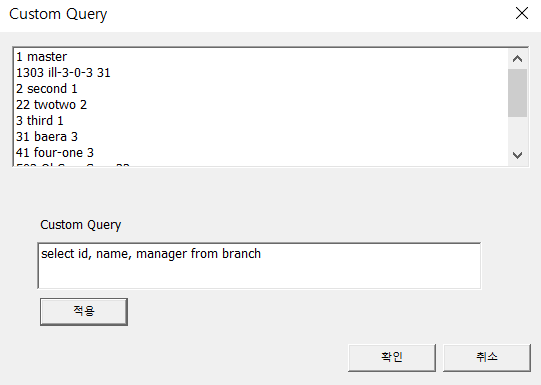 Custom Query
1 master
1303 ill-3-0-3 31
2 second 1
22 twotwo 2
3 third 1
31 baera 3
41 four-one 3
Custom Query
select id, name, manager from branch
적용
확인
취소